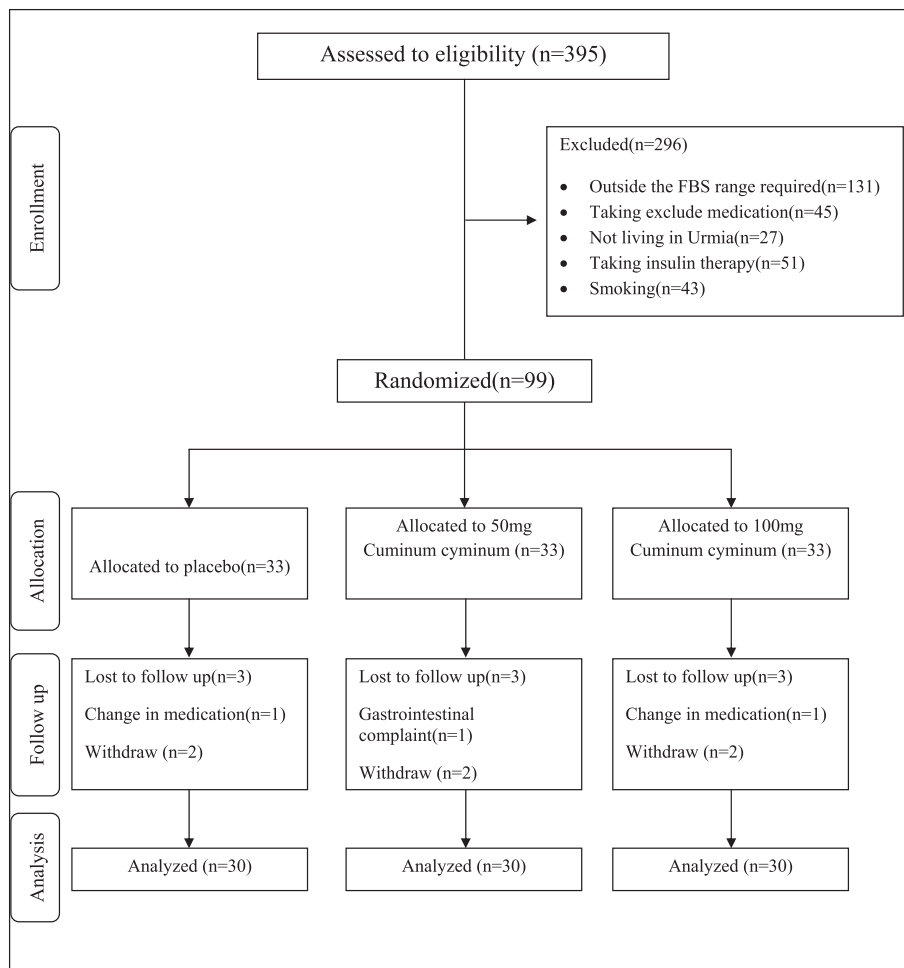 Assessed to eligibility (n=395)
Enrollment
Excluded(n=296)
• Outside the FBS range required(n=131)
• Taking exclude medication(n=45)
• Not living in Urmia(n=27)
• Taking insulin therapy(n=51)
• Smoking(n=43)
Randomized(n=99)
Allocation
Allocated to placebo(n=33)
Allocated to 50mg
Cuminum cyminum (n=33)
Allocated to 100mg
Cuminum cyminum (n=33)
Follow up
Lost to follow up(n=3)
Change in medication(n=1)
Withdraw (n=2)
Lost to follow up(n=3)
Gastrointestinal
complaint(n=1)
Withdraw (n=2)
Lost to follow up(n=3)
Change in medication(n=1)
Withdraw (n=2)
Analysis
Analyzed (n=30)
Analyzed (n=30)
Analyzed (n=30)